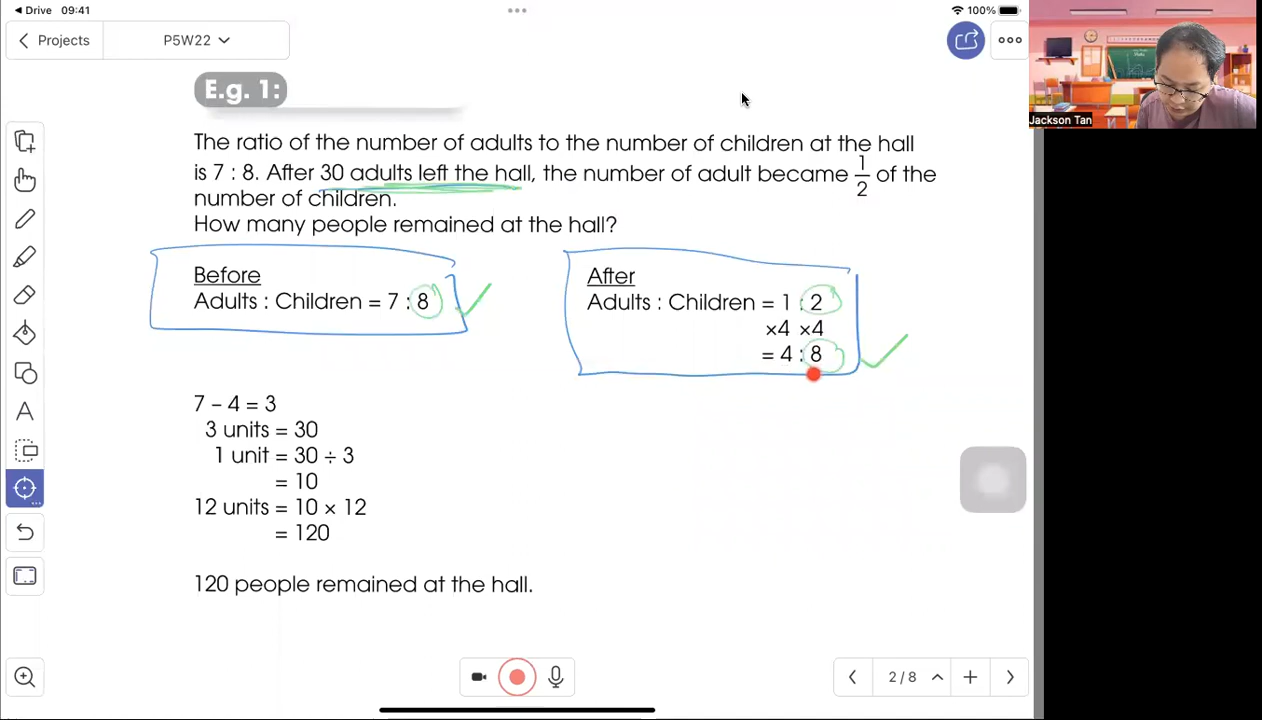 Drive 09:41
100%
Projects
P5W22
E.g. 1:
The ratio of the number of adults to the number of children at the hall
is 7 : 8. After 30 adults left the hall, the number of adult became 1/2 of the
number of children.
How many people remained at the hall?
Before
Adults : Children = 7 : 8
After
Adults : Children = 1 : 2
×4 ×4
= 4 : 8
7 – 4 = 3
3 units = 30
1 unit = 30 ÷ 3
= 10
12 units = 10 × 12
= 120
120 people remained at the hall.
A
2 / 8
Jackson Tan